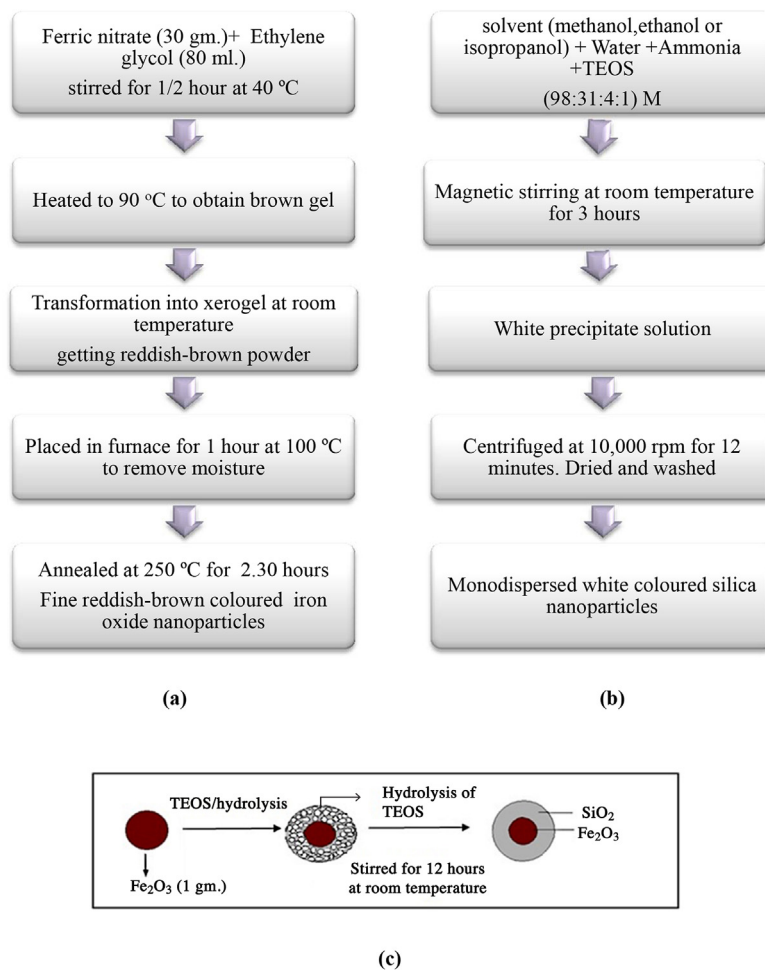 Ferric nitrate (30 gm.)+ Ethylene
glycol (80 ml.)
stirred for 1/2 hour at 40 ºC
Heated to 90 ºC to obtain brown gel
Transformation into xerogel at room
temperature
getting reddish-brown powder
Placed in furnace for 1 hour at 100 ºC
to remove moisture
Annealed at 250 ºC for 2.30 hours
Fine reddish-brown coloured iron
oxide nanoparticles
(a)
solvent (methanol,ethanol or
isopropanol) + Water +Ammonia
+TEOS
(98:31:4:1) M
Magnetic stirring at room temperature
for 3 hours
White precipitate solution
Centrifuged at 10,000 rpm for 12
minutes. Dried and washed
Monodispersed white coloured silica
nanoparticles
(b)
TEOS/hydrolysis
Fe₂O₃ (1 gm.)
Hydrolysis of
TEOS
Stirred for 12 hours
at room temperature
SiO₂
Fe₂O₃
(c)